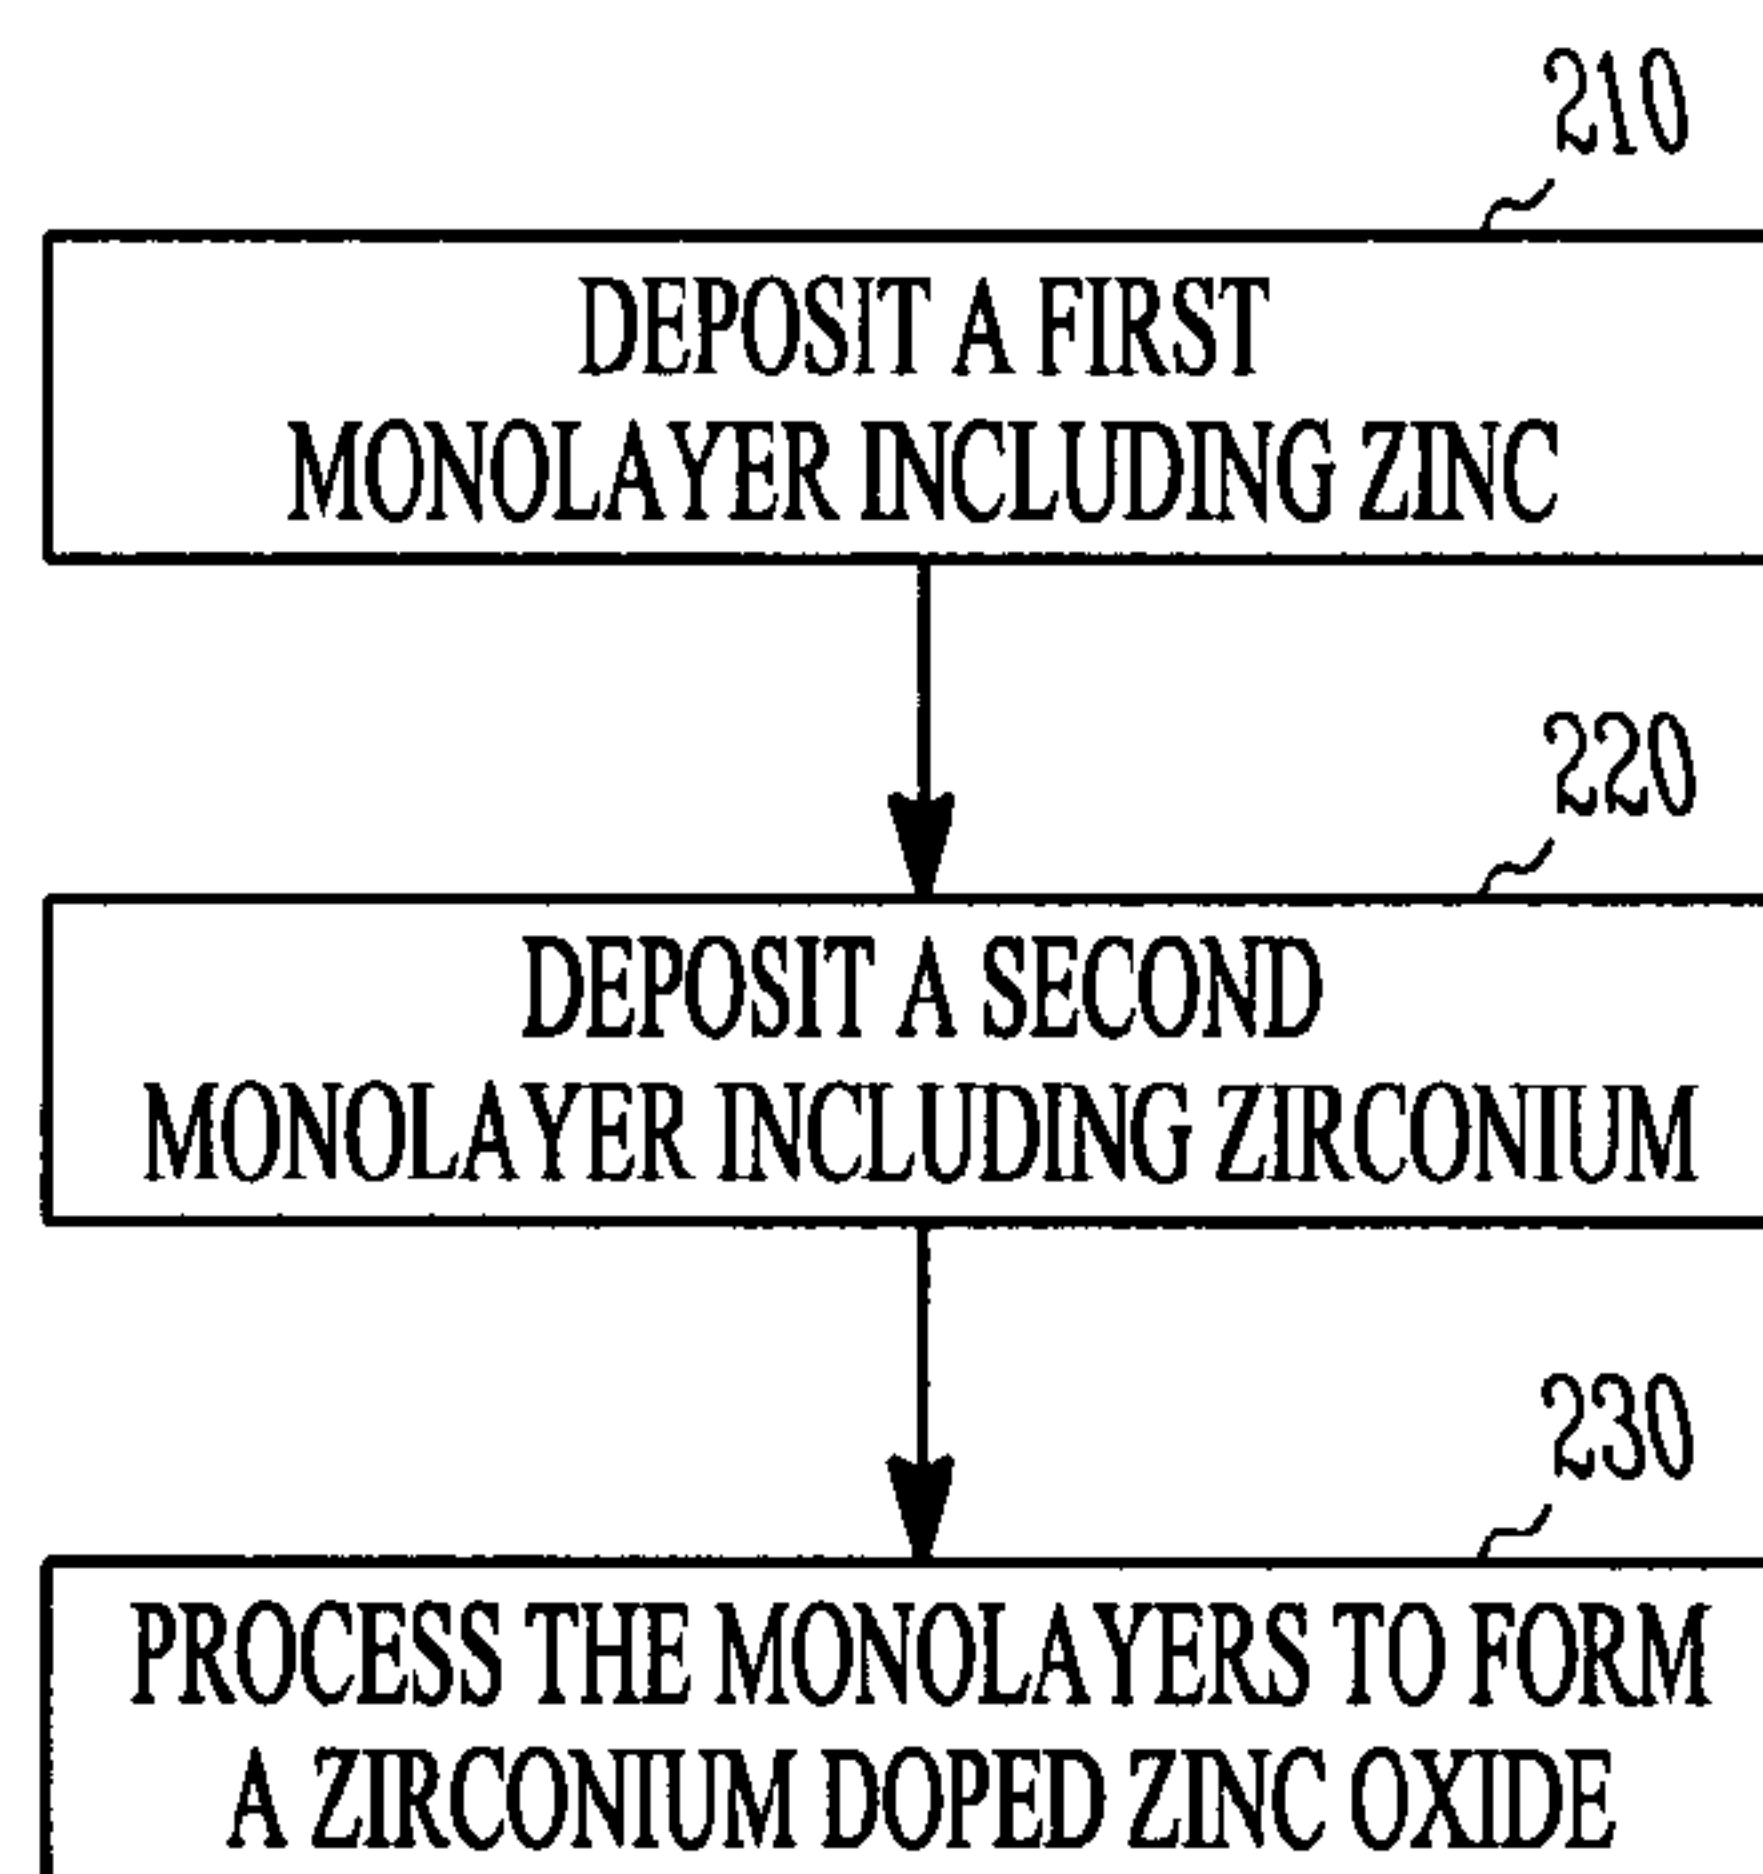 210
DEPOSIT A FIRST
MONOLAYER INCLUDING ZINC
220
DEPOSIT A SECOND
MONOLAYER INCLUDING ZIRCONIUM
230
PROCESS THE MONOLAYERS TO FORM
A ZIRCONIUM DOPED ZINC OXIDE